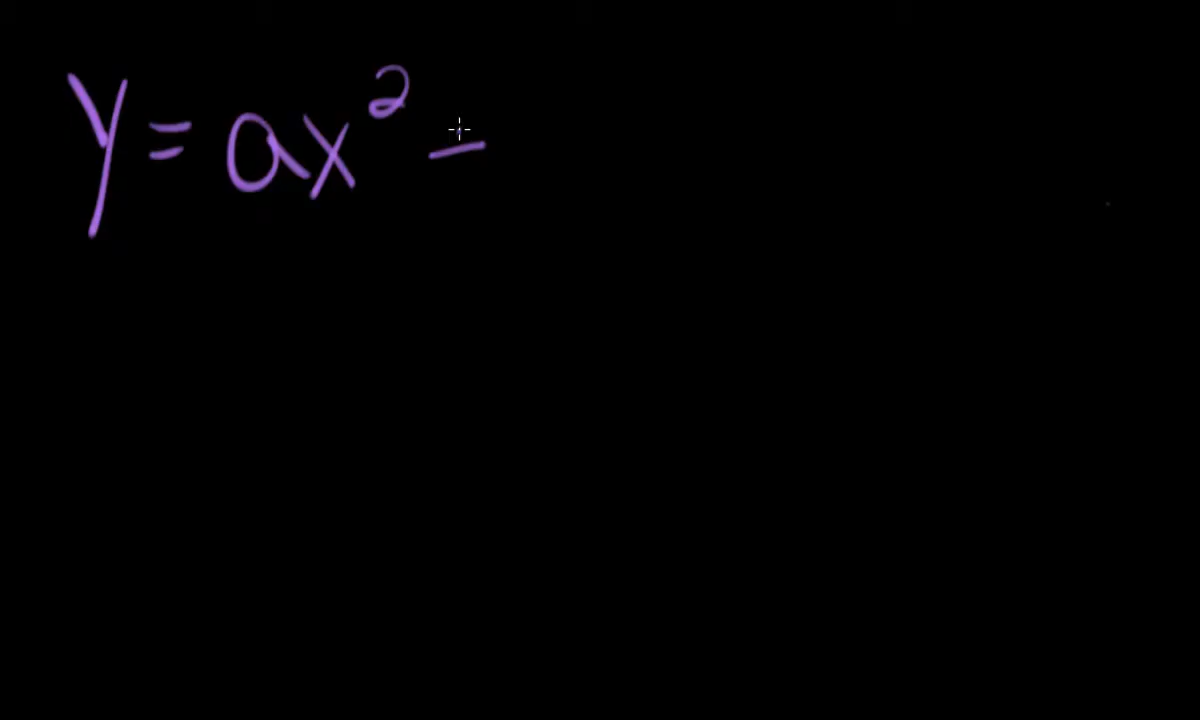 y = ax² -